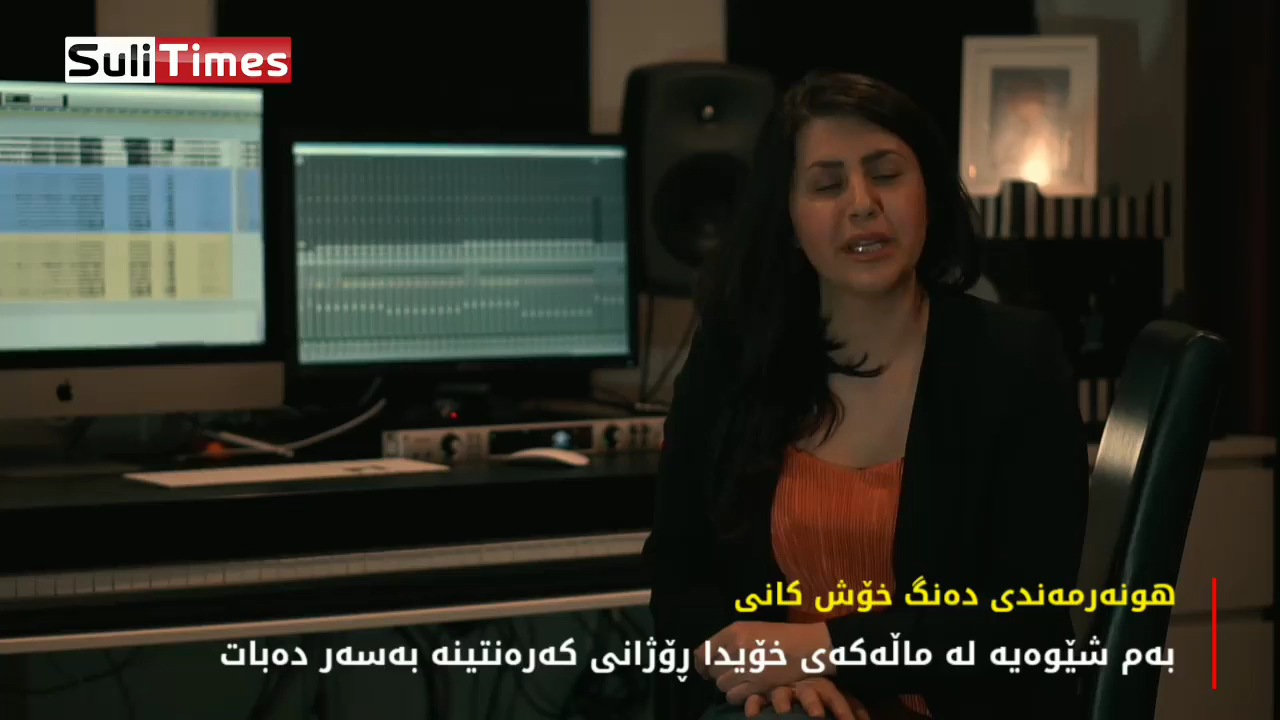 SuliTimes
هونەرمەندی دەنگ خۆش کانی
بەم شێوەیە لە ماڵەکەی خۆیدا ڕۆژانی کەرەنتینە بەسەر دەبات